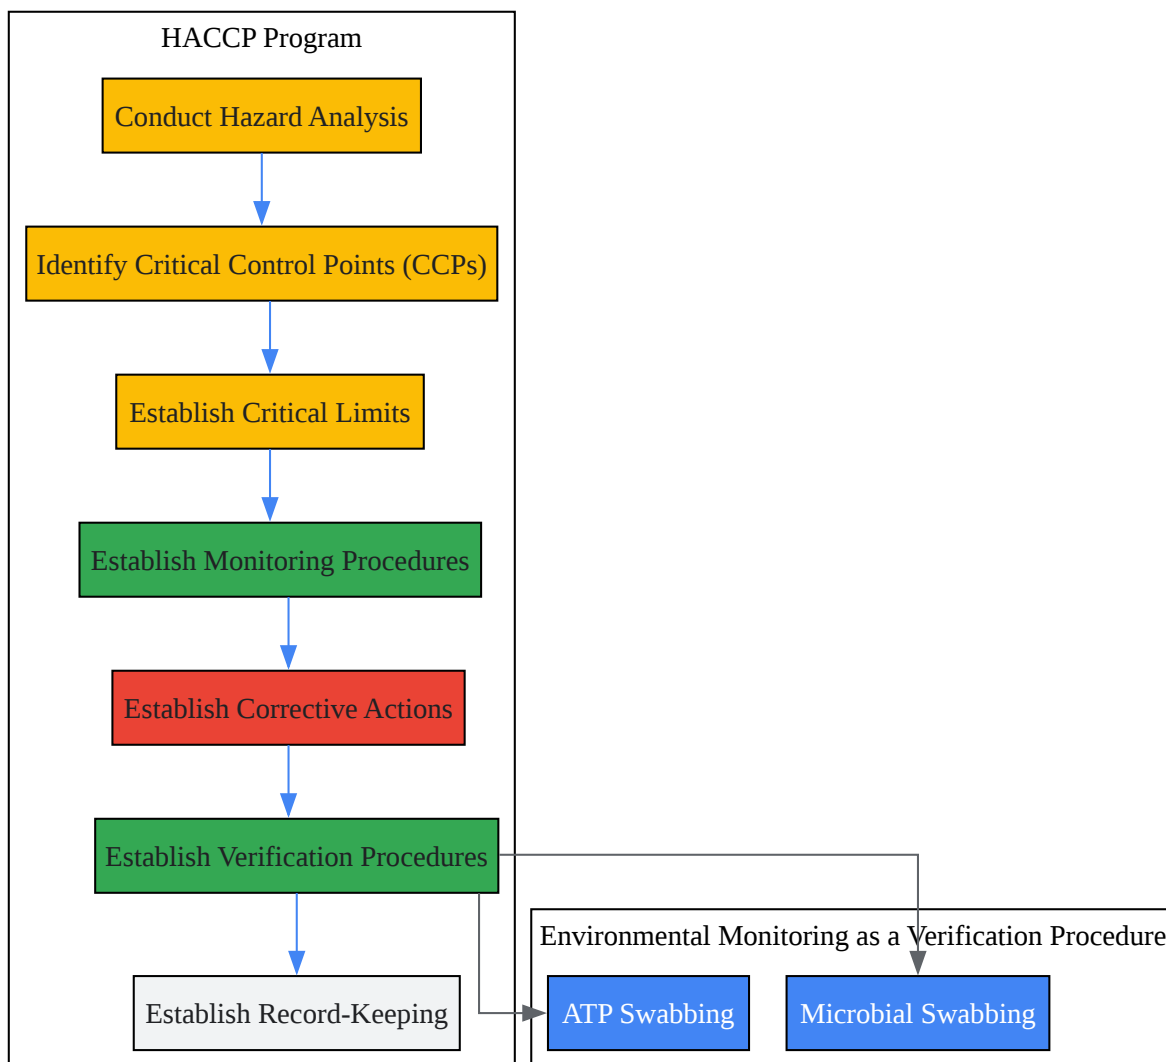 HACCP Program
Conduct Hazard Analysis
Identify Critical Control Points (CCPs)
Establish Critical Limits
Establish Monitoring Procedures
Establish Corrective Actions
Establish Verification Procedures
Establish Record-Keeping
Environmental Monitoring as a Verification Procedure
ATP Swabbing
Microbial Swabbing